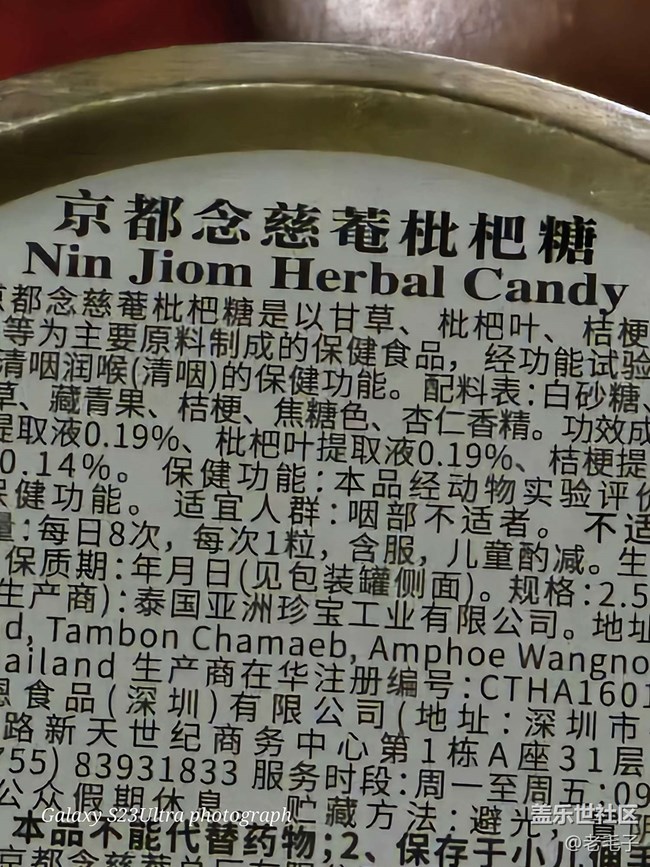 京都念慈菴枇杷糖
Nin Jiom Herbal Candy
京都念慈菴枇杷糖是以甘草、枇杷叶、桔梗
等为主要原料制成的保健食品，经功能试验
清咽润喉(清咽)的保健功能。配料表:白砂糖、
草、藏青果、桔梗、焦糖色、杏仁香精。功效成
提取液0.19%、枇杷叶提取液0.19%、桔梗提
0.14%。保健功能:本品经动物实验评价
保健功能。适宜人群:咽部不适者。不适
量:每日8次，每次1粒，含服，儿童酌减。生
保质期:年月日(见包装罐侧面)。规格:2.5
生产商):泰国亚洲珍宝工业有限公司。地址
d, Tambon Chamaeb, Amphoe Wangno
ailand 生产商在华注册编号:CTHA1601
恩食品(深圳)有限公司(地址:深圳市
路新天世纪商务中心第1栋A座31层
755) 83931833 服务时段:周一至周五:09
公众假期休息 贮藏方法:避光,
本品不能代替药物;2、保存于小
Galaxy S23Ultra photograph
盖乐世社区
@老毛子